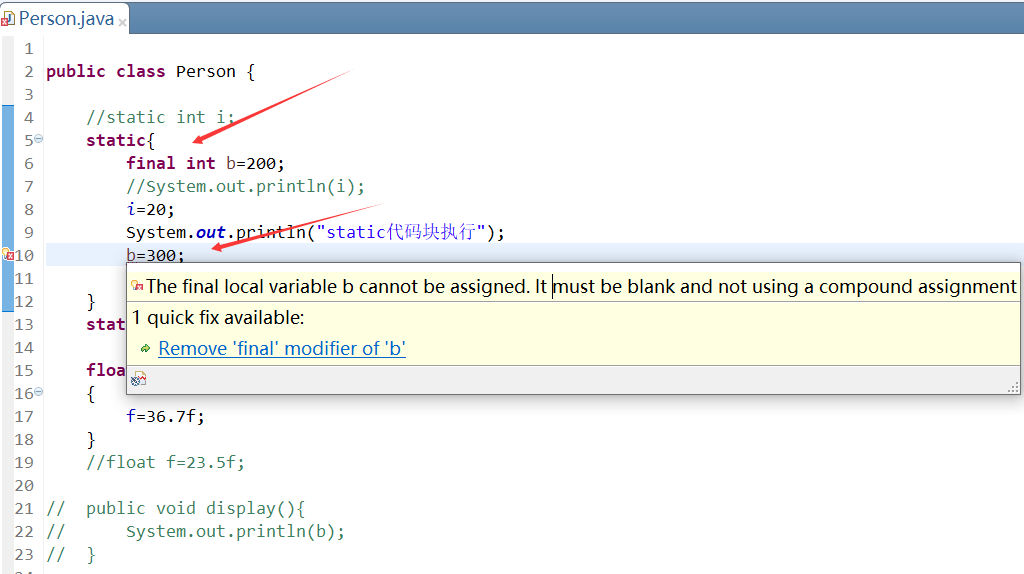 Person.java
1
2 public class Person {
3
4 //static int i;
5 static{
6 final int b=200;
7 //System.out.println(i);
8 i=20;
9 System.out.println("static代码块执行");
10 b=300;
The final local variable b cannot be assigned. It must be blank and not using a compound assignment
11
12 }
1 quick fix available:
13 stat
Remove 'final' modifier of 'b'
14
15 floa
16 {
17 f=36.7f;
18 }
19 //float f=23.5f;
20
21 // public void display(){
22 // System.out.println(b);
23 // }